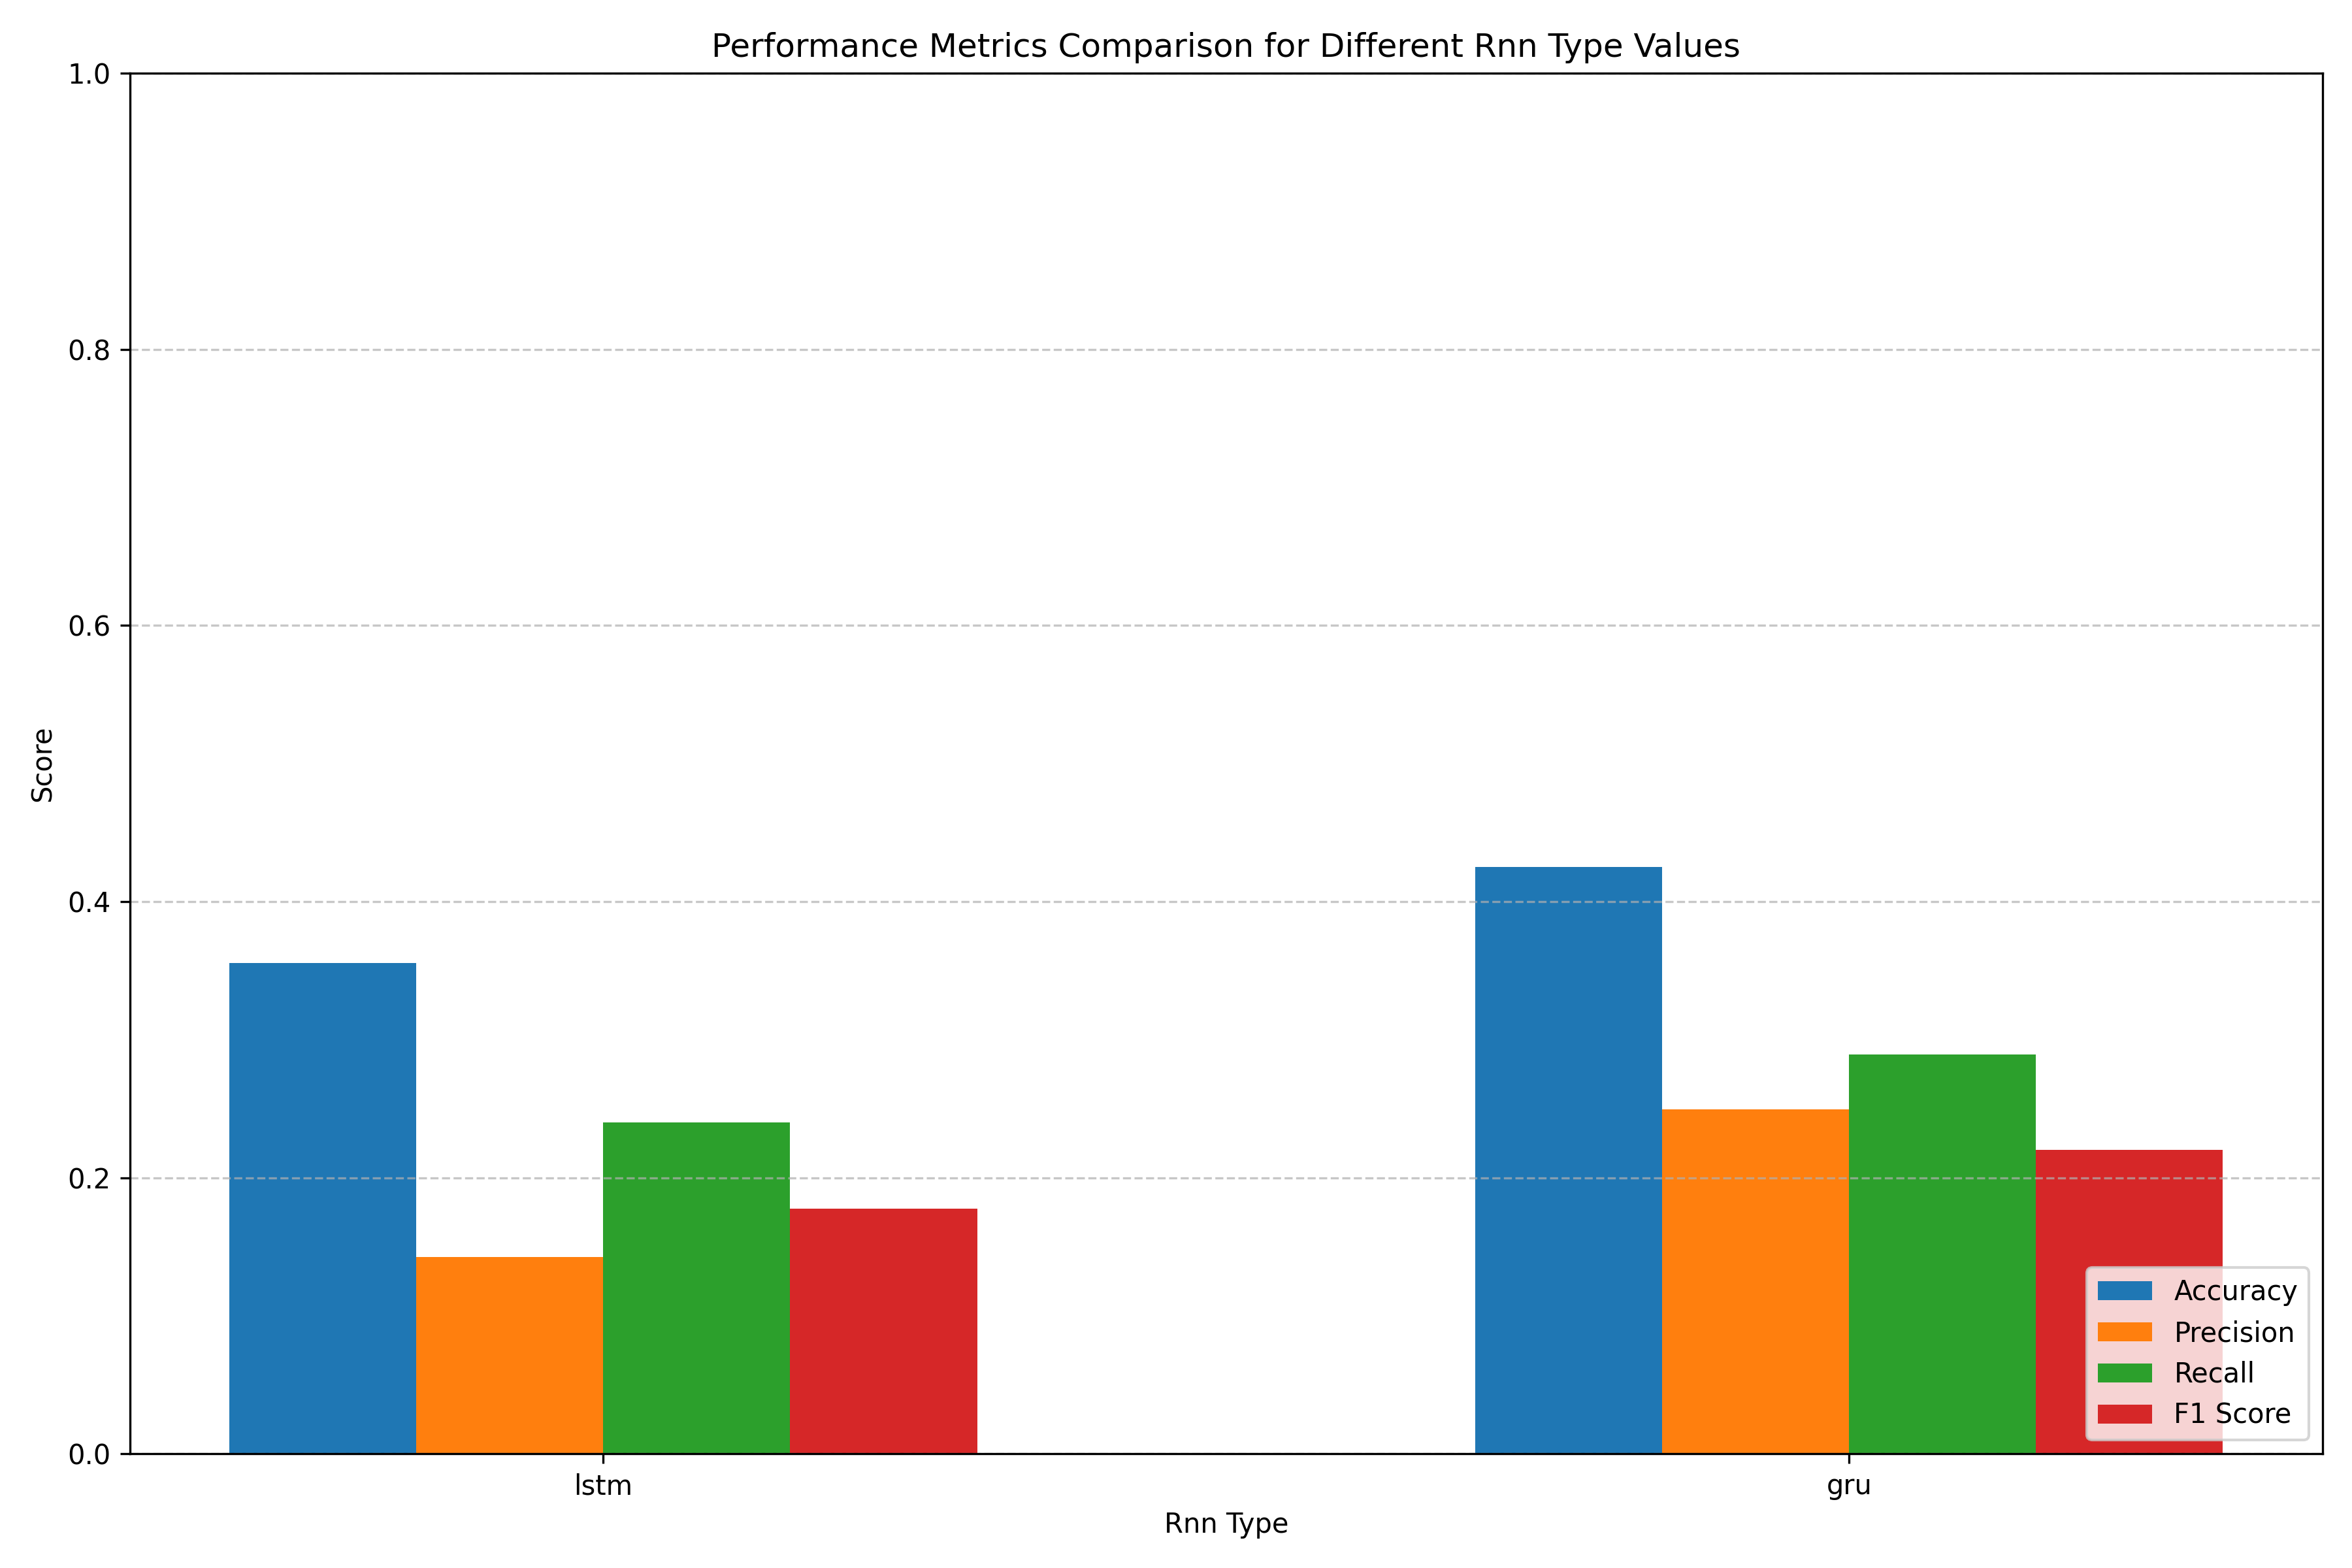 Performance Metrics Comparison for Different Rnn Type Values
1.0
0.8
0.6
0.4
0.2
0.0
Score
lstm
gru
Rnn Type
Accuracy
Precision
Recall
F1 Score